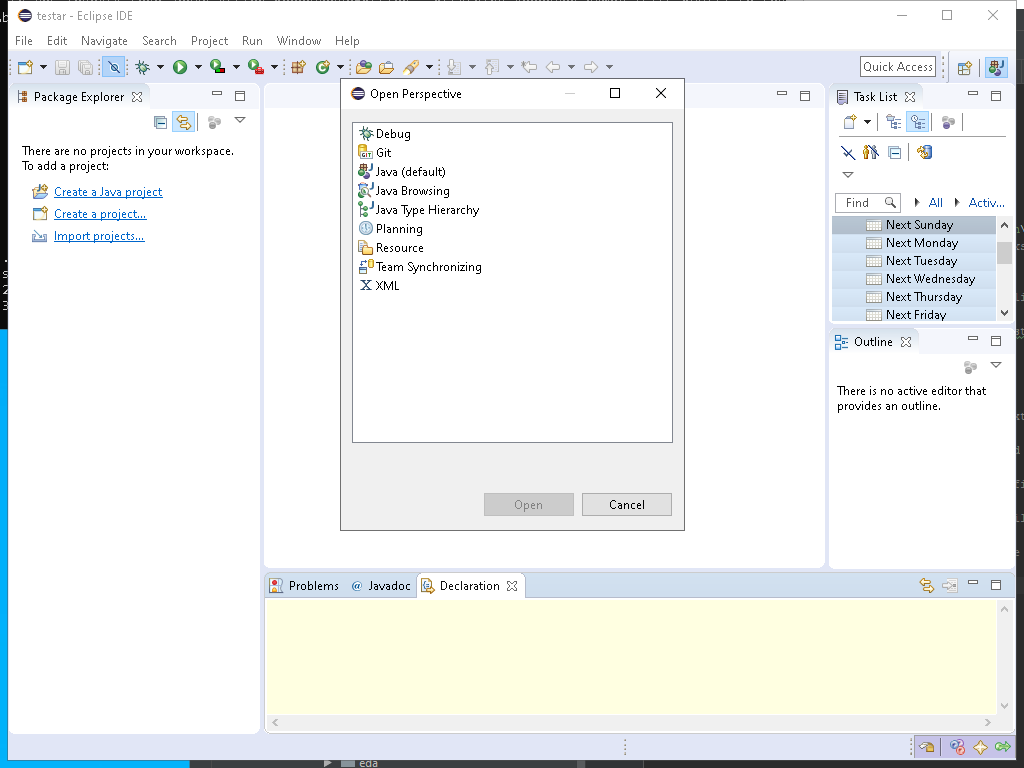 testar - Eclipse IDE
File Edit Navigate Search Project Run Window Help
Quick Access
Package Explorer
There are no projects in your workspace.
To add a project:
Create a Java project
Create a project...
Import projects...
Open Perspective
Debug
Git
Java (default)
Java Browsing
Java Type Hierarchy
Planning
Resource
Team Synchronizing
XML
Open Cancel
Task List
Find All Activ...
Next Sunday
Next Monday
Next Tuesday
Next Wednesday
Next Thursday
Next Friday
Outline
There is no active editor that
provides an outline.
Problems @ Javadoc Declaration
eda